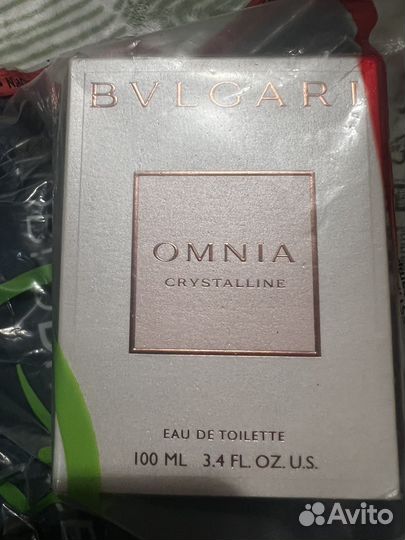 BVLGARI
OMNIA
CRYSTALLINE
EAU DE TOILETTE
100 ML 3.4 FL. OZ. U.S.
Avito